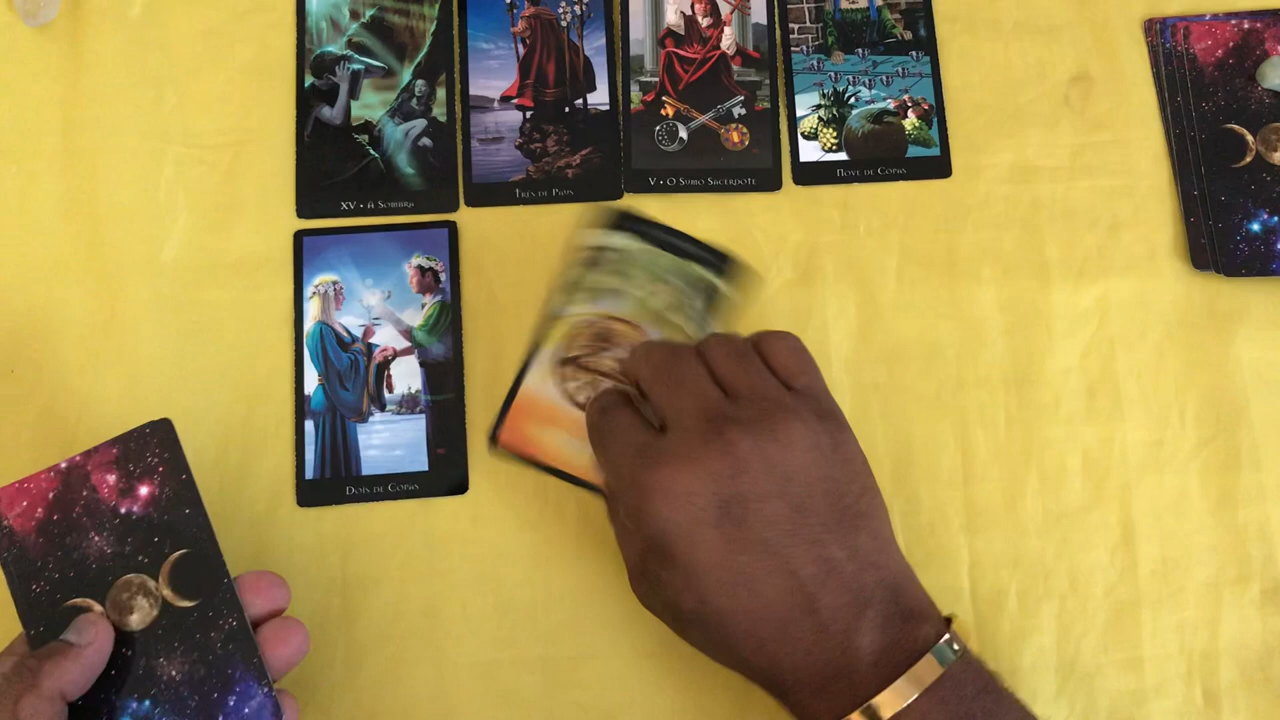 XV • A Sombra
Três de Paus
V • O Sumo Sacerdote
Nove de Copas
Dois de Copas